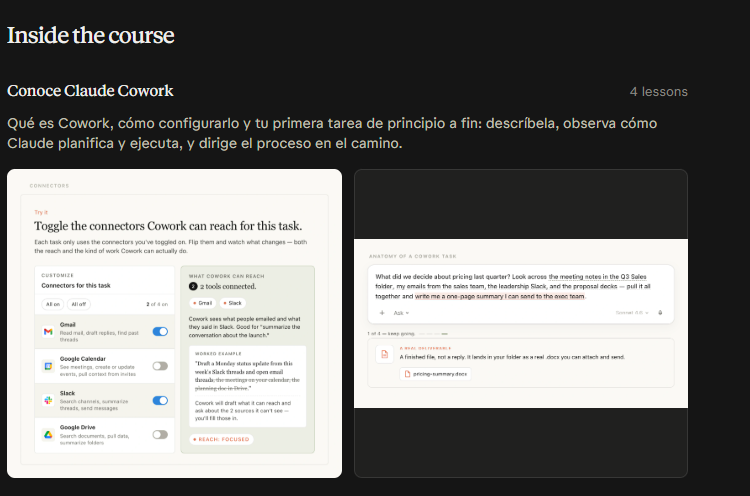 Inside the course
Conoce Claude Cowork
4 lessons
Qué es Cowork, cómo configurarlo y tu primera tarea de principio a fin: descríbela, observa cómo
Claude planifica y ejecuta, y dirige el proceso en el camino.
CONNECTORS
Try it
Toggle the connectors Cowork can reach for this task.
Each task only uses the connectors you've toggled on. Flip them and watch what changes — both
the reach and the kind of work Cowork can actually do.
CUSTOMIZE
Connectors for this task
All on
All off
2 of 4 on
Gmail
Read mail, draft replies, find past
threads
Google Calendar
See meetings, create or update
events, pull context from invites
Slack
Search channels, summarize
threads, send messages
Google Drive
Search documents, pull data,
summarize folders
WHAT COWORK CAN REACH
2 2 tools connected.
Gmail
Slack
Cowork sees what people emailed and what
they said in Slack. Good for "summarize the
conversation about the launch."
WORKED EXAMPLE
"Draft a Monday status update from this
week's Slack threads and open email
threads; the meetings on your calendar; the
planning doc in Drive."
Cowork will draft what it can reach and
ask about the 2 sources it can't see —
you'll fill those in.
REACH: FOCUSED
ANATOMY OF A COWORK TASK
What did we decide about pricing last quarter? Look across the meeting notes in the Q3 Sales
folder, my emails from the sales team, the leadership Slack, and the proposal decks — pull it all
together and write me a one-page summary I can send to the exec team.
Ask
1 of 4 — keep going.
A REAL DELIVERABLE
A finished file, not a reply. It lands in your folder as a real .docx you can attach and send.
pricing-summary.docx